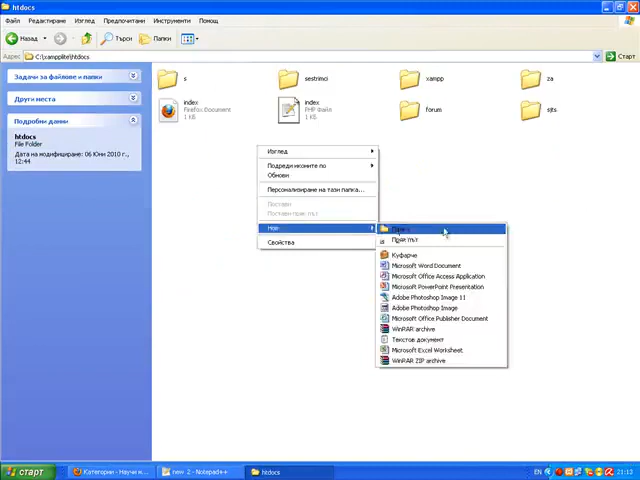 htdocs
Файл Редактиране Изглед Предпочитани Инструменти Помощ
Назад Търси Папки
Адрес C:\xampplite\htdocs Старт
Задачи за файлове и папки
Други места
Подробни данни
htdocs
File Folder
Дата на модифициране: 06 Юни 2010 г., 12:44
s
sestrimci
xampp
za
index
Firefox Document
1 КБ
index
PHP Файл
1 КБ
forum
sjts
Изглед
Подреди иконите по
Обнови
Персонализиране на тази папка...
Постави
Постави пряк път
Нов
Свойства
Папка
Пряк път
Куфарче
Microsoft Word Document
Microsoft Office Access Application
Microsoft PowerPoint Presentation
Adobe Photoshop Image 11
Adobe Photoshop Image
Microsoft Office Publisher Document
WinRAR archive
Текстов документ
Microsoft Excel Worksheet
WinRAR ZIP archive
старт Категории - Научи н... new 2 - Notepad++ htdocs EN 21:13